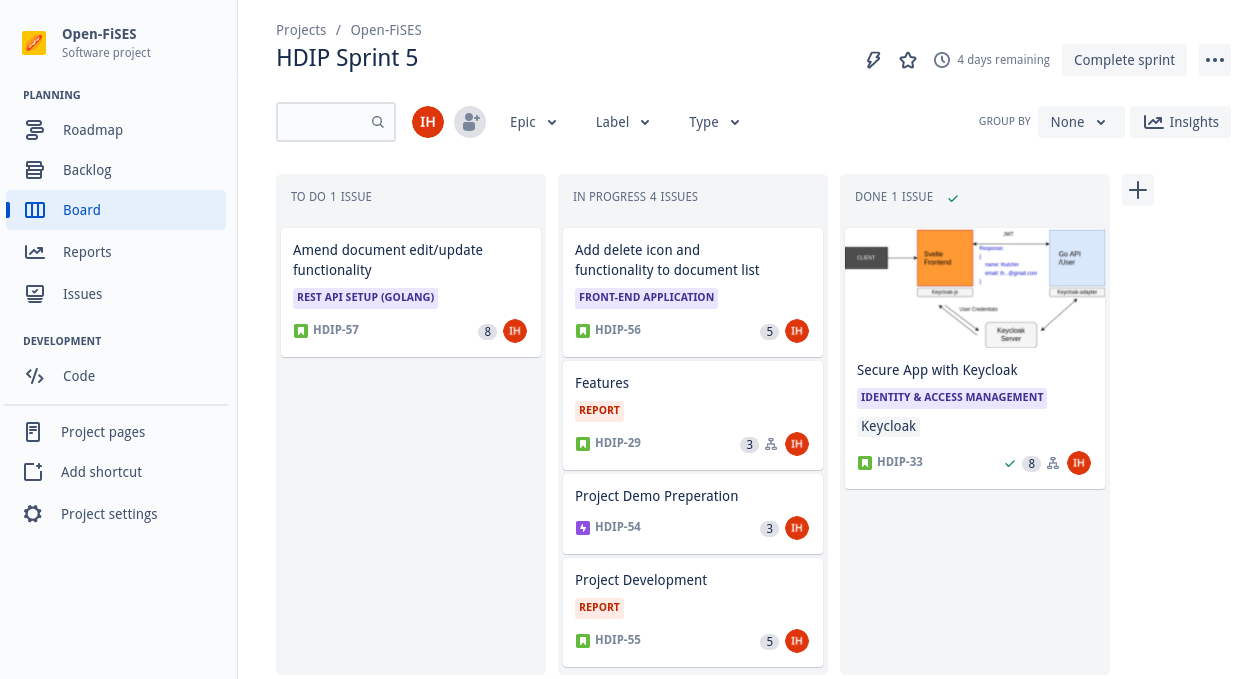 Open-FiSES
Software project
PLANNING
Roadmap
Backlog
Board
Reports
Issues
DEVELOPMENT
Code
Project pages
Add shortcut
Project settings
Projects / Open-FiSES
HDIP Sprint 5
4 days remaining
Complete sprint
IH
Epic
Label
Type
GROUP BY
None
Insights
TO DO 1 ISSUE
Amend document edit/update
functionality
REST API SETUP (GOLANG)
HDIP-57
8
IH
IN PROGRESS 4 ISSUES
Add delete icon and
functionality to document list
FRONT-END APPLICATION
HDIP-56
5
IH
Features
REPORT
HDIP-29
3
IH
Project Demo Preperation
HDIP-54
3
IH
Project Development
REPORT
HDIP-55
5
IH
DONE 1 ISSUE
JWT
CLIENT
Svelte
Frontend
Response:
{
name: ihutchin
email: ih...@gmail.com
}
Go API
/User
Keycloak-js
Keycloak-adapter
User Credentials
Keycloak
Server
Secure App with Keycloak
IDENTITY & ACCESS MANAGEMENT
Keycloak
HDIP-33
8
IH